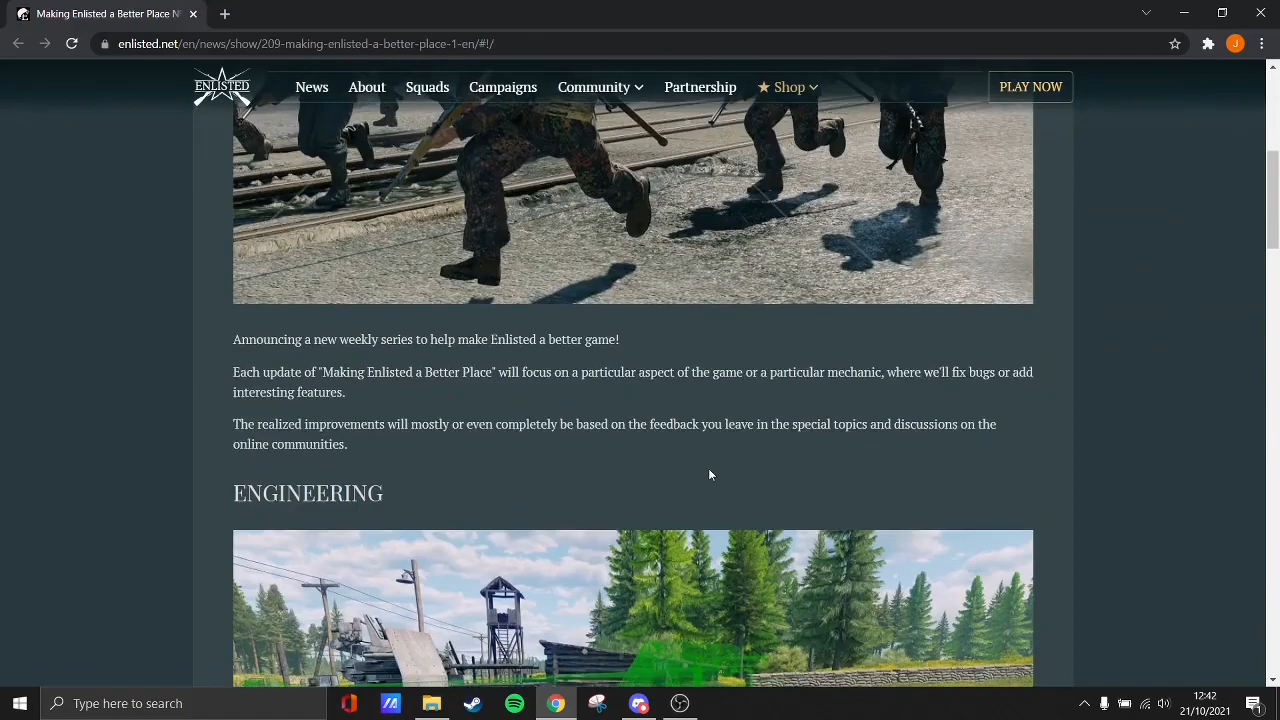 Making Enlisted a Better Place N
enlisted.net/en/news/show/209-making-enlisted-a-better-place-1-en/#!/
J
ENLISTED
News
About
Squads
Campaigns
Community
Partnership
★ Shop
PLAY NOW
Announcing a new weekly series to help make Enlisted a better game!
Each update of "Making Enlisted a Better Place" will focus on a particular aspect of the game or a particular mechanic, where we'll fix bugs or add
interesting features.
The realized improvements will mostly or even completely be based on the feedback you leave in the special topics and discussions on the
online communities.
ENGINEERING
Type here to search
12:42
21/10/2021
1